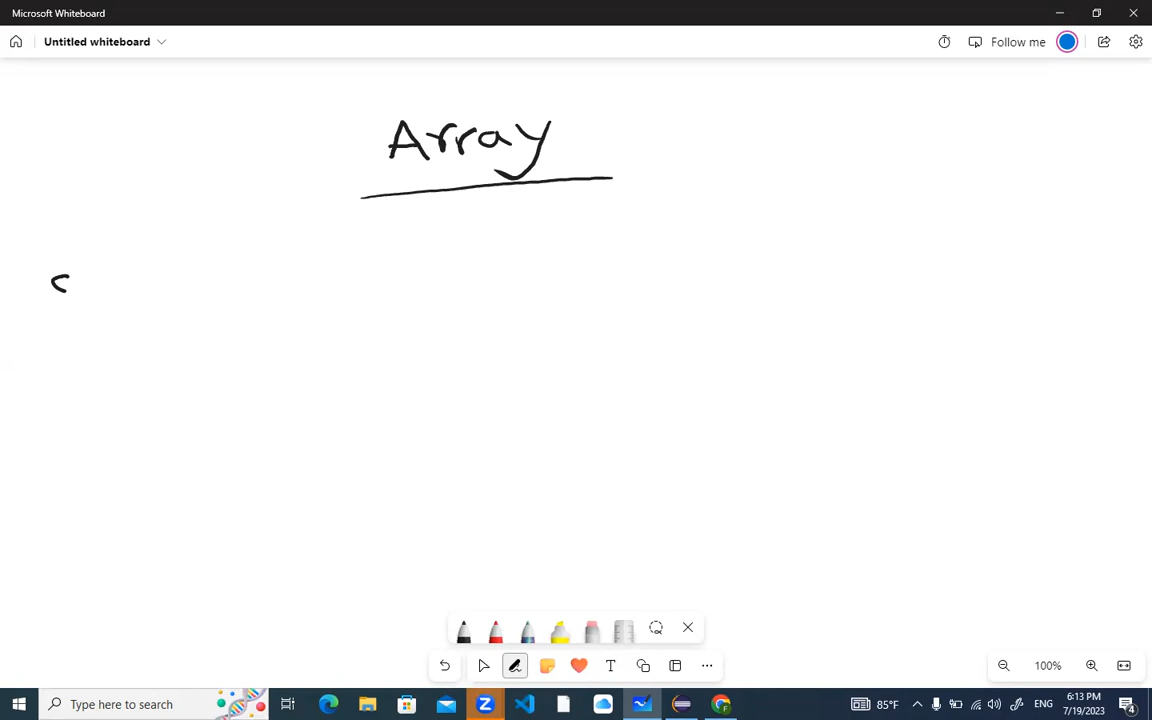 Microsoft Whiteboard
Untitled whiteboard
Follow me
Array
100%
Type here to search
85°F
ENG
6:13 PM
7/19/2023
4